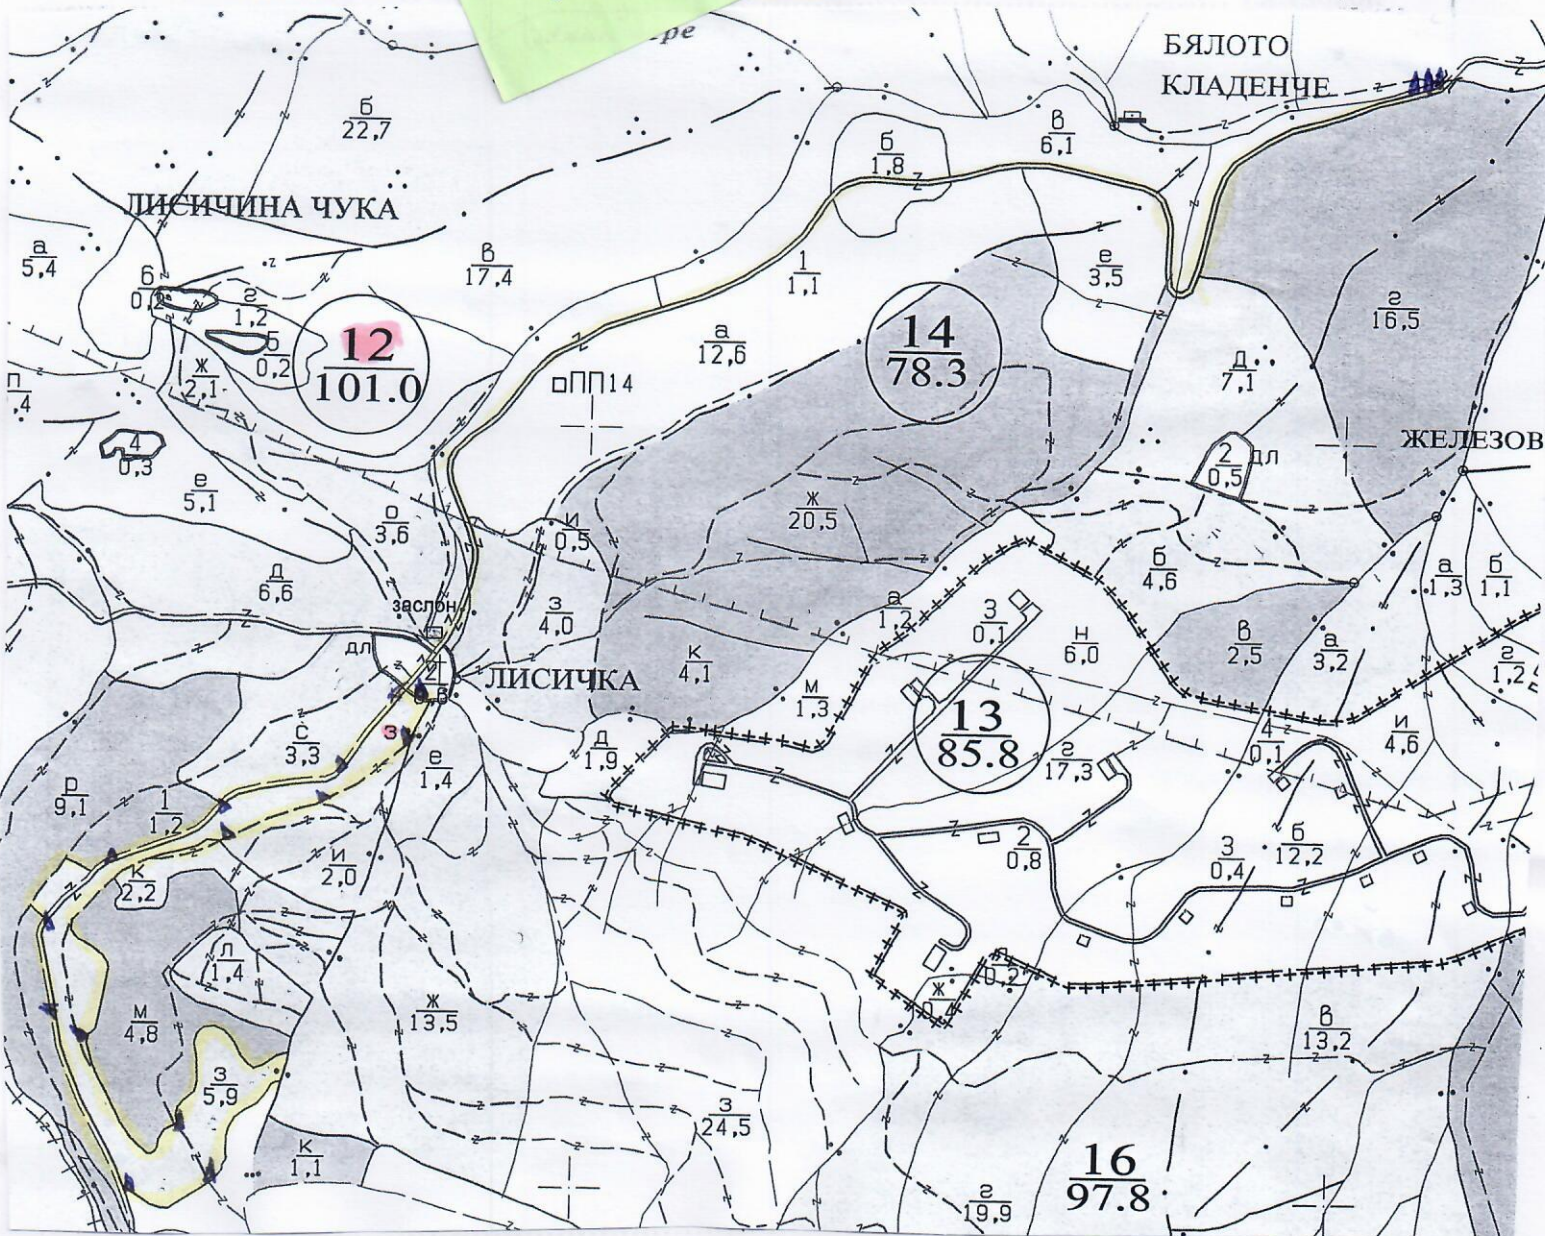 ре
БЯЛОТО
КЛАДЕНЧЕ
б
22,7
б
1,8
в
6,1
ЛИСИЧИНА ЧУКА
а
5,4
в
17,4
1
1,1
е
3,5
6
0,2
г
1,2
5
0,2
г
16,5
12
101.0
14
78.3
а
12,6
д
7,1
ж
2,1
п
,4
ПП14
ЖЕЛЕЗОВ
4
0,3
2
0,5
дл
е
5,1
о
3,6
и
0,5
ж
20,5
б
4,6
а
1,3
б
1,1
д
6,6
заслон
з
4,0
а
1,2
3
0,1
н
6,0
в
2,5
а
3,2
г
1,2
дл
2
ЛИСИЧКА
к
4,1
м
1,3
з
13
85.8
с
3,3
е
1,4
д
1,9
г
17,3
4
0,1
и
4,6
р
9,1
1
1,2
и
2,0
2
0,8
3
0,4
б
12,2
к
2,2
л
1,4
л
0,2
ж
0,4
м
4,8
ж
13,5
в
13,2
з
5,9
з
24,5
к
1,1
16
97.8
г
19,9